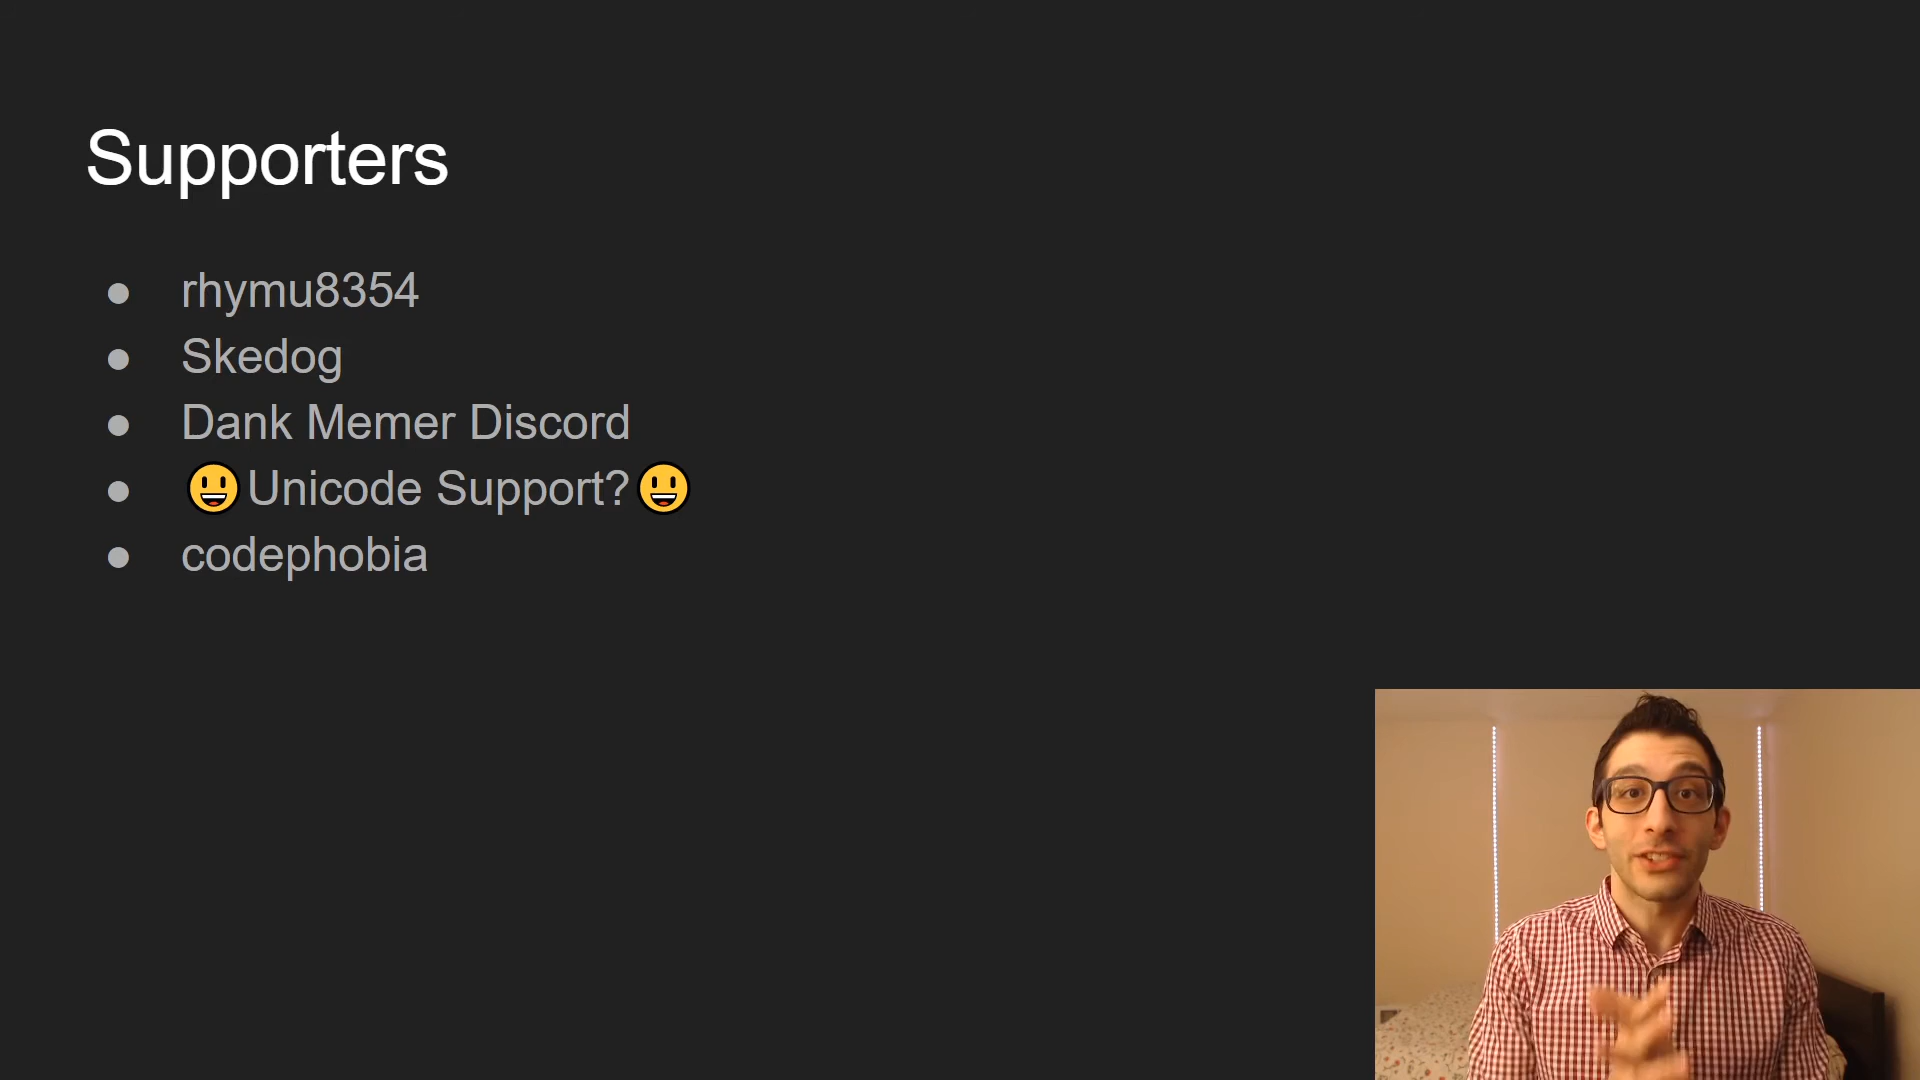 Supporters
● rhymu8354
● Skedog
● Dank Memer Discord
● 😃Unicode Support?😃
● codephobia